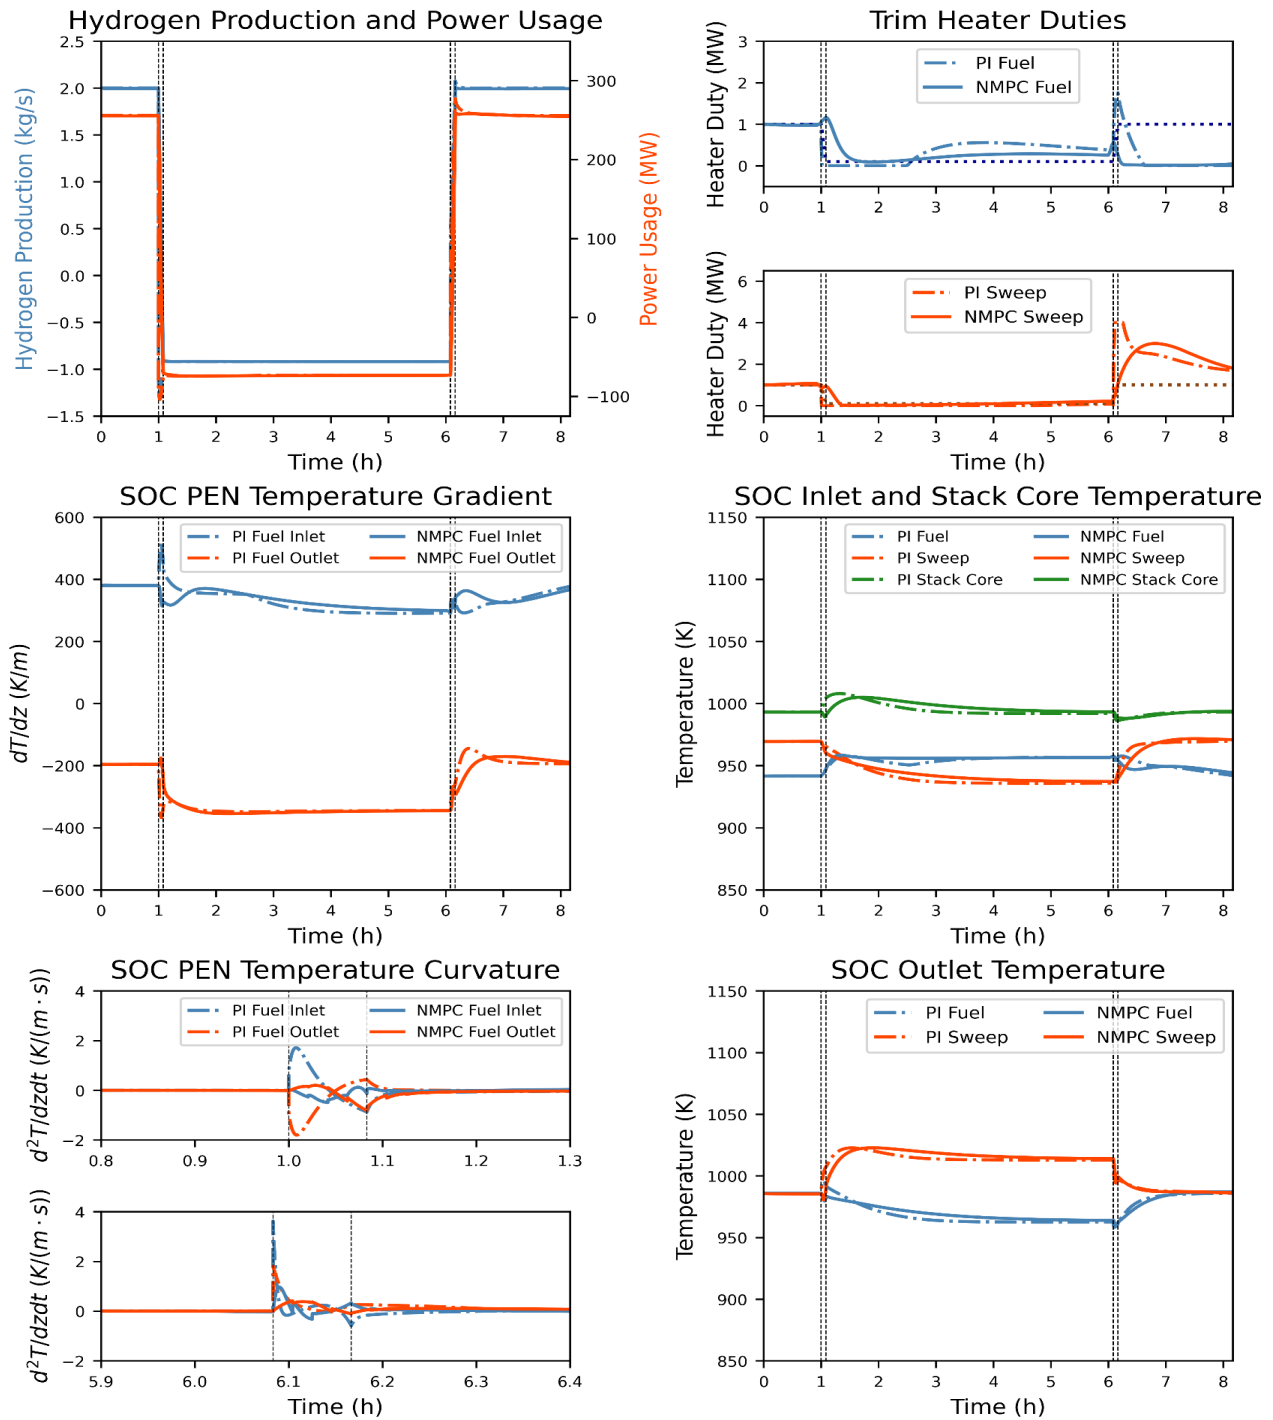 Hydrogen Production and Power Usage
Hydrogen Production (kg/s)
2.5
2.0
1.5
1.0
0.5
0.0
−0.5
−1.0
−1.5
300
200
100
0
−100
Power Usage (MW)
0 1 2 3 4 5 6 7 8
Time (h)
Trim Heater Duties
Heater Duty (MW)
3
1
0
PI Fuel
NMPC Fuel
0 1 2 3 4 5 6 7 8
Heater Duty (MW)
6
4
2
0
PI Sweep
NMPC Sweep
0 1 2 3 4 5 6 7 8
Time (h)
SOC PEN Temperature Gradient
dT/dz (K/m)
600
400
200
0
−200
−400
−600
PI Fuel Inlet NMPC Fuel Inlet
PI Fuel Outlet NMPC Fuel Outlet
0 1 2 3 4 5 6 7 8
Time (h)
SOC Inlet and Stack Core Temperature
Temperature (K)
1150
1100
1050
1000
950
900
850
PI Fuel NMPC Fuel
PI Sweep NMPC Sweep
PI Stack Core NMPC Stack Core
0 1 2 3 4 5 6 7 8
Time (h)
SOC PEN Temperature Curvature
d²T/dzdt (K/(m · s))
4
2
0
−2
PI Fuel Inlet NMPC Fuel Inlet
PI Fuel Outlet NMPC Fuel Outlet
0.8 0.9 1.0 1.1 1.2 1.3
d²T/dzdt (K/(m · s))
4
2
0
−2
5.9 6.0 6.1 6.2 6.3 6.4
Time (h)
SOC Outlet Temperature
Temperature (K)
1150
1100
1050
1000
950
900
850
PI Fuel NMPC Fuel
PI Sweep NMPC Sweep
0 1 2 3 4 5 6 7 8
Time (h)